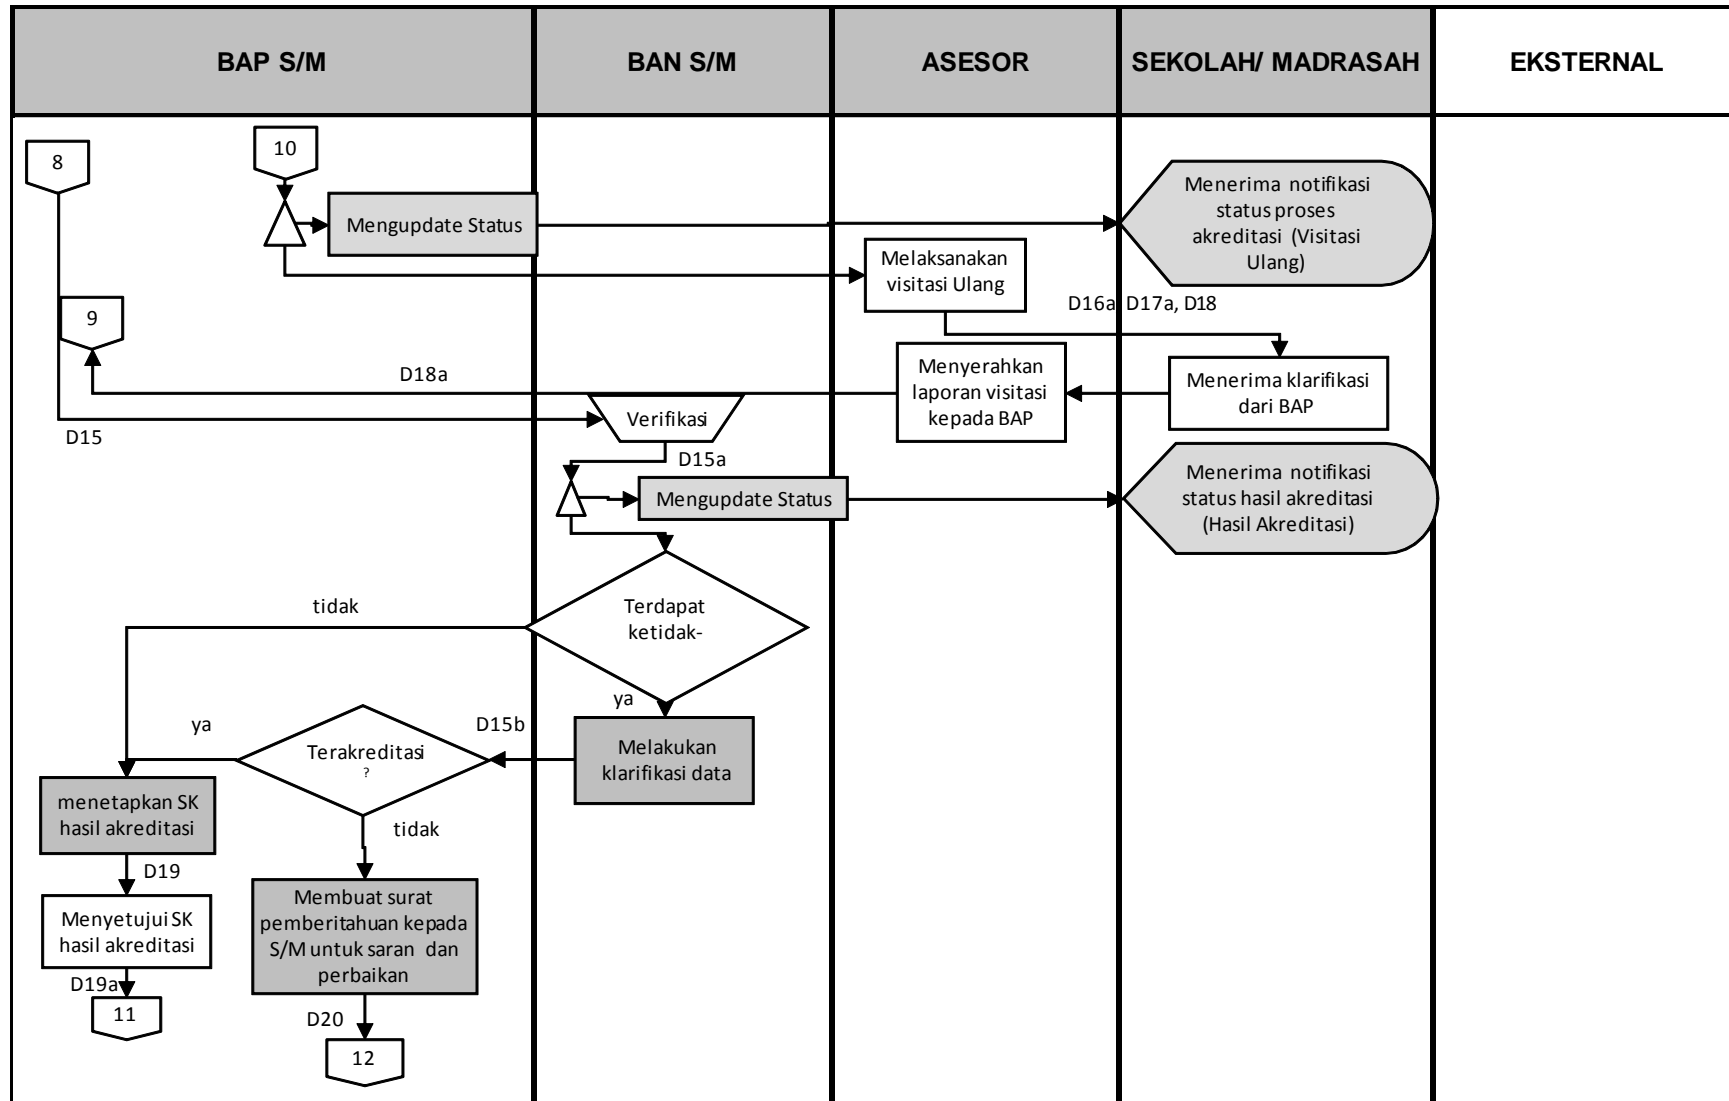 BAP S/M
BAN S/M
ASESOR
SEKOLAH/ MADRASAH
EKSTERNAL
8
10
Mengupdate Status
Menerima notifikasi
status proses
akreditasi (Visitasi
Ulang)
Melaksanakan
visitasi Ulang
D16a, D17a, D18
9
D18a
Menyerahkan
laporan visitasi
kepada BAP
Menerima klarifikasi
dari BAP
D15
Verifikasi
D15a
Mengupdate Status
Menerima notifikasi
status hasil akreditasi
(Hasil Akreditasi)
tidak
Terdapat
ketidak-
ya
ya
Terakreditasi
?
D15b
Melakukan
klarifikasi data
menetapkan SK
hasil akreditasi
tidak
D19
Menyetujui SK
hasil akreditasi
Membuat surat
pemberitahuan kepada
S/M untuk saran dan
perbaikan
D19a
11
D20
12